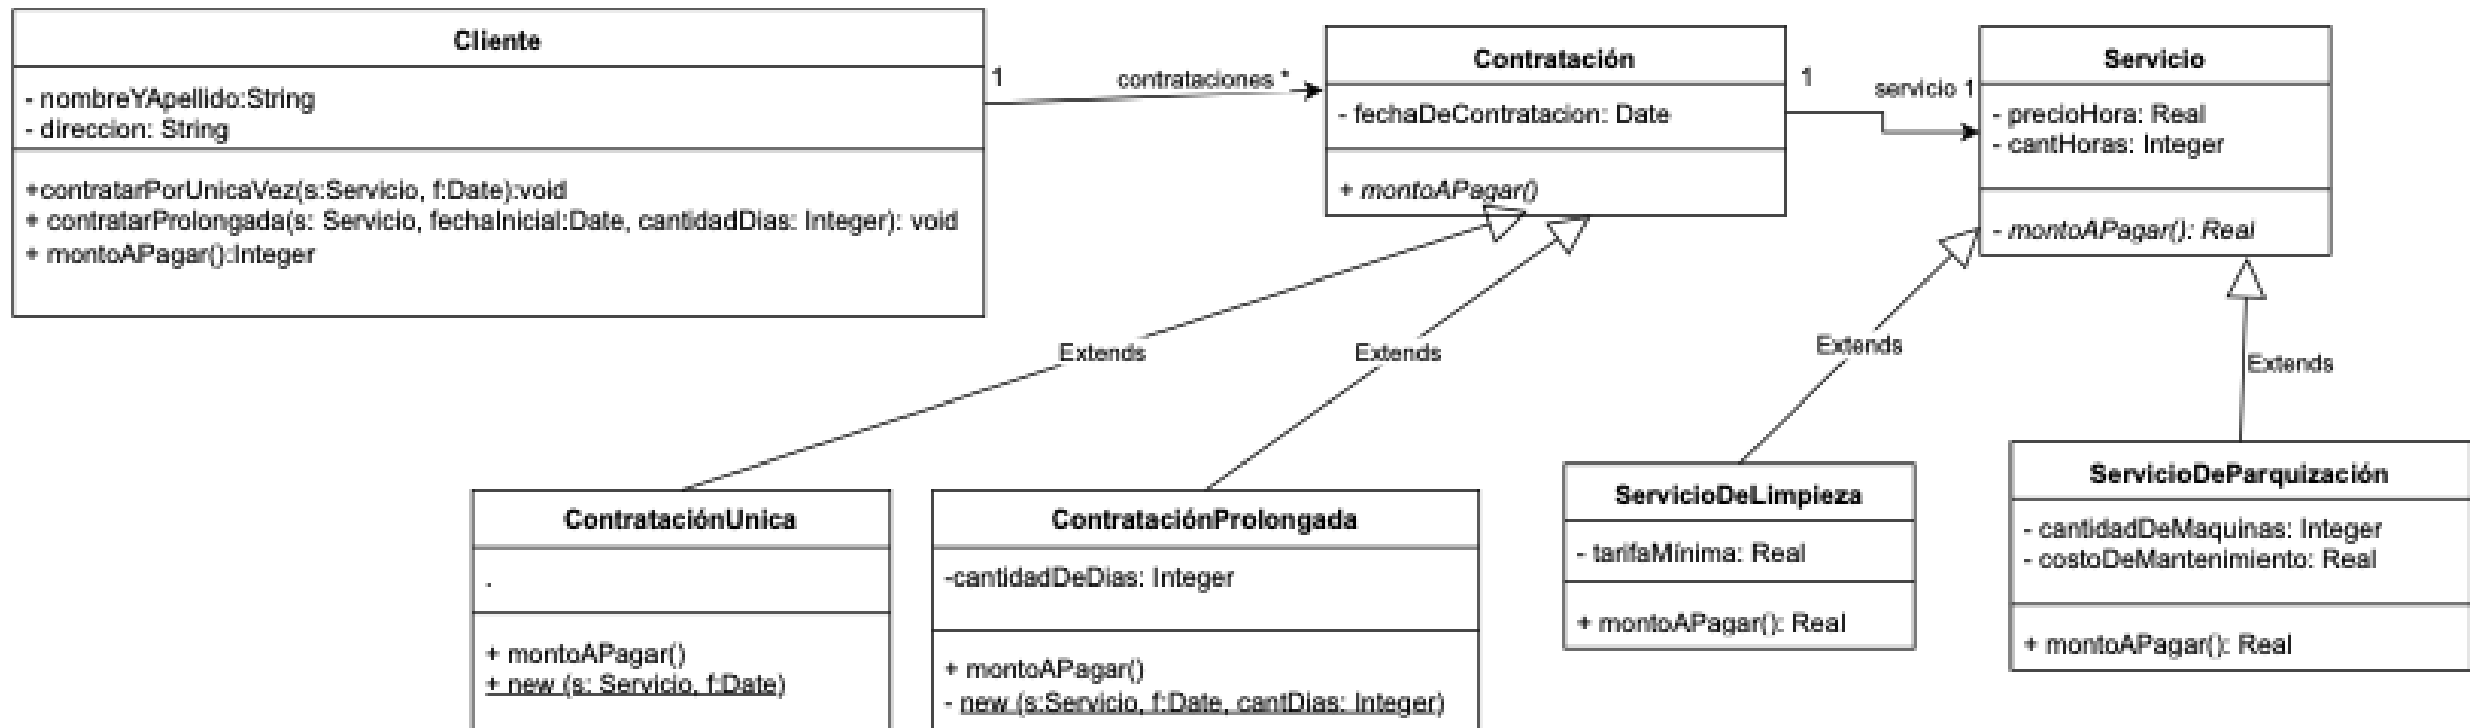 Cliente
- nombreYApellido:String
- direccion: String
+contratarPorUnicaVez(s:Servicio, f:Date):void
+ contratarProlongada(s: Servicio, fechaInicial:Date, cantidadDias: Integer): void
+ montoAPagar():Integer
1
contrataciones *
Contratación
- fechaDeContratacion: Date
+ montoAPagar()
1
servicio 1
Servicio
- precioHora: Real
- cantHoras: Integer
- montoAPagar(): Real
Extends
Extends
Extends
Extends
ContrataciónUnica
.
+ montoAPagar()
+ new (s: Servicio, f:Date)
ContrataciónProlongada
-cantidadDeDias: Integer
+ montoAPagar()
- new (s:Servicio, f:Date, cantDias: Integer)
ServicioDeLimpieza
- tarifaMínima: Real
+ montoAPagar(): Real
ServicioDeParquización
- cantidadDeMaquinas: Integer
- costoDeMantenimiento: Real
+ montoAPagar(): Real